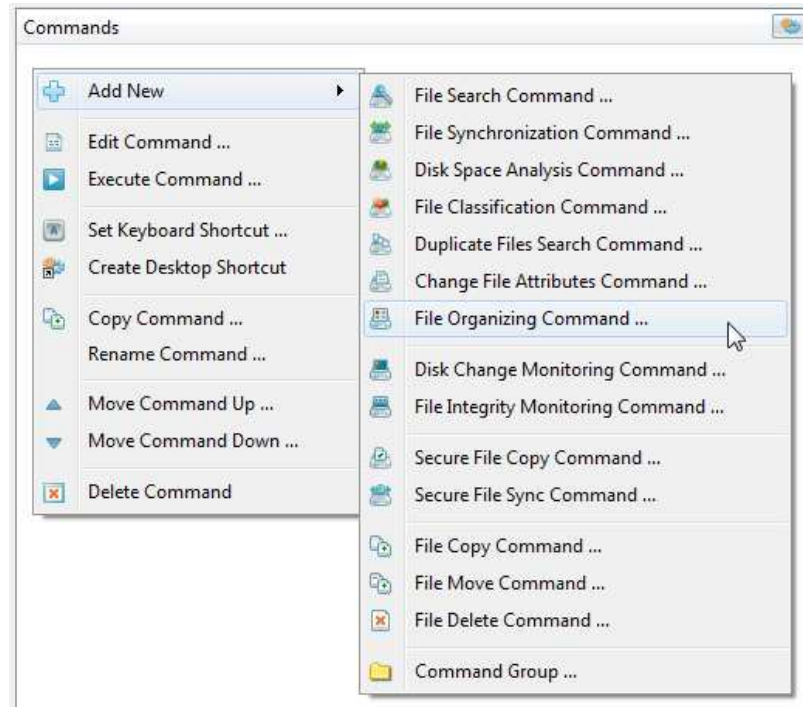 Commands
Add New
Edit Command ...
Execute Command ...
Set Keyboard Shortcut ...
Create Desktop Shortcut
Copy Command ...
Rename Command ...
Move Command Up ...
Move Command Down ...
Delete Command
File Search Command ...
File Synchronization Command ...
Disk Space Analysis Command ...
File Classification Command ...
Duplicate Files Search Command ...
Change File Attributes Command ...
File Organizing Command ...
Disk Change Monitoring Command ...
File Integrity Monitoring Command ...
Secure File Copy Command ...
Secure File Sync Command ...
File Copy Command ...
File Move Command ...
File Delete Command ...
Command Group ...